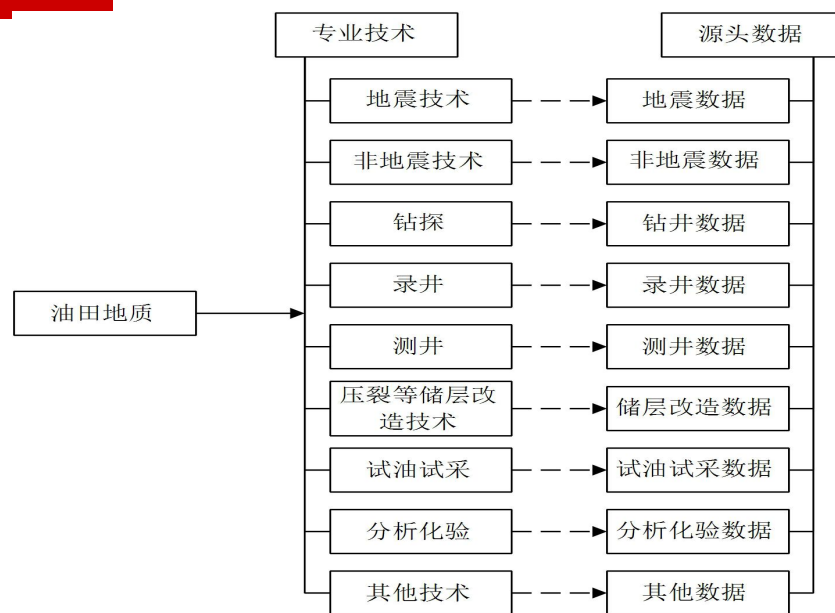 专业技术
源头数据
地震技术
地震数据
非地震技术
非地震数据
钻探
钻井数据
录井
录井数据
油田地质
测井
测井数据
压裂等储层改
造技术
储层改造数据
试油试采
试油试采数据
分析化验
分析化验数据
其他技术
其他数据